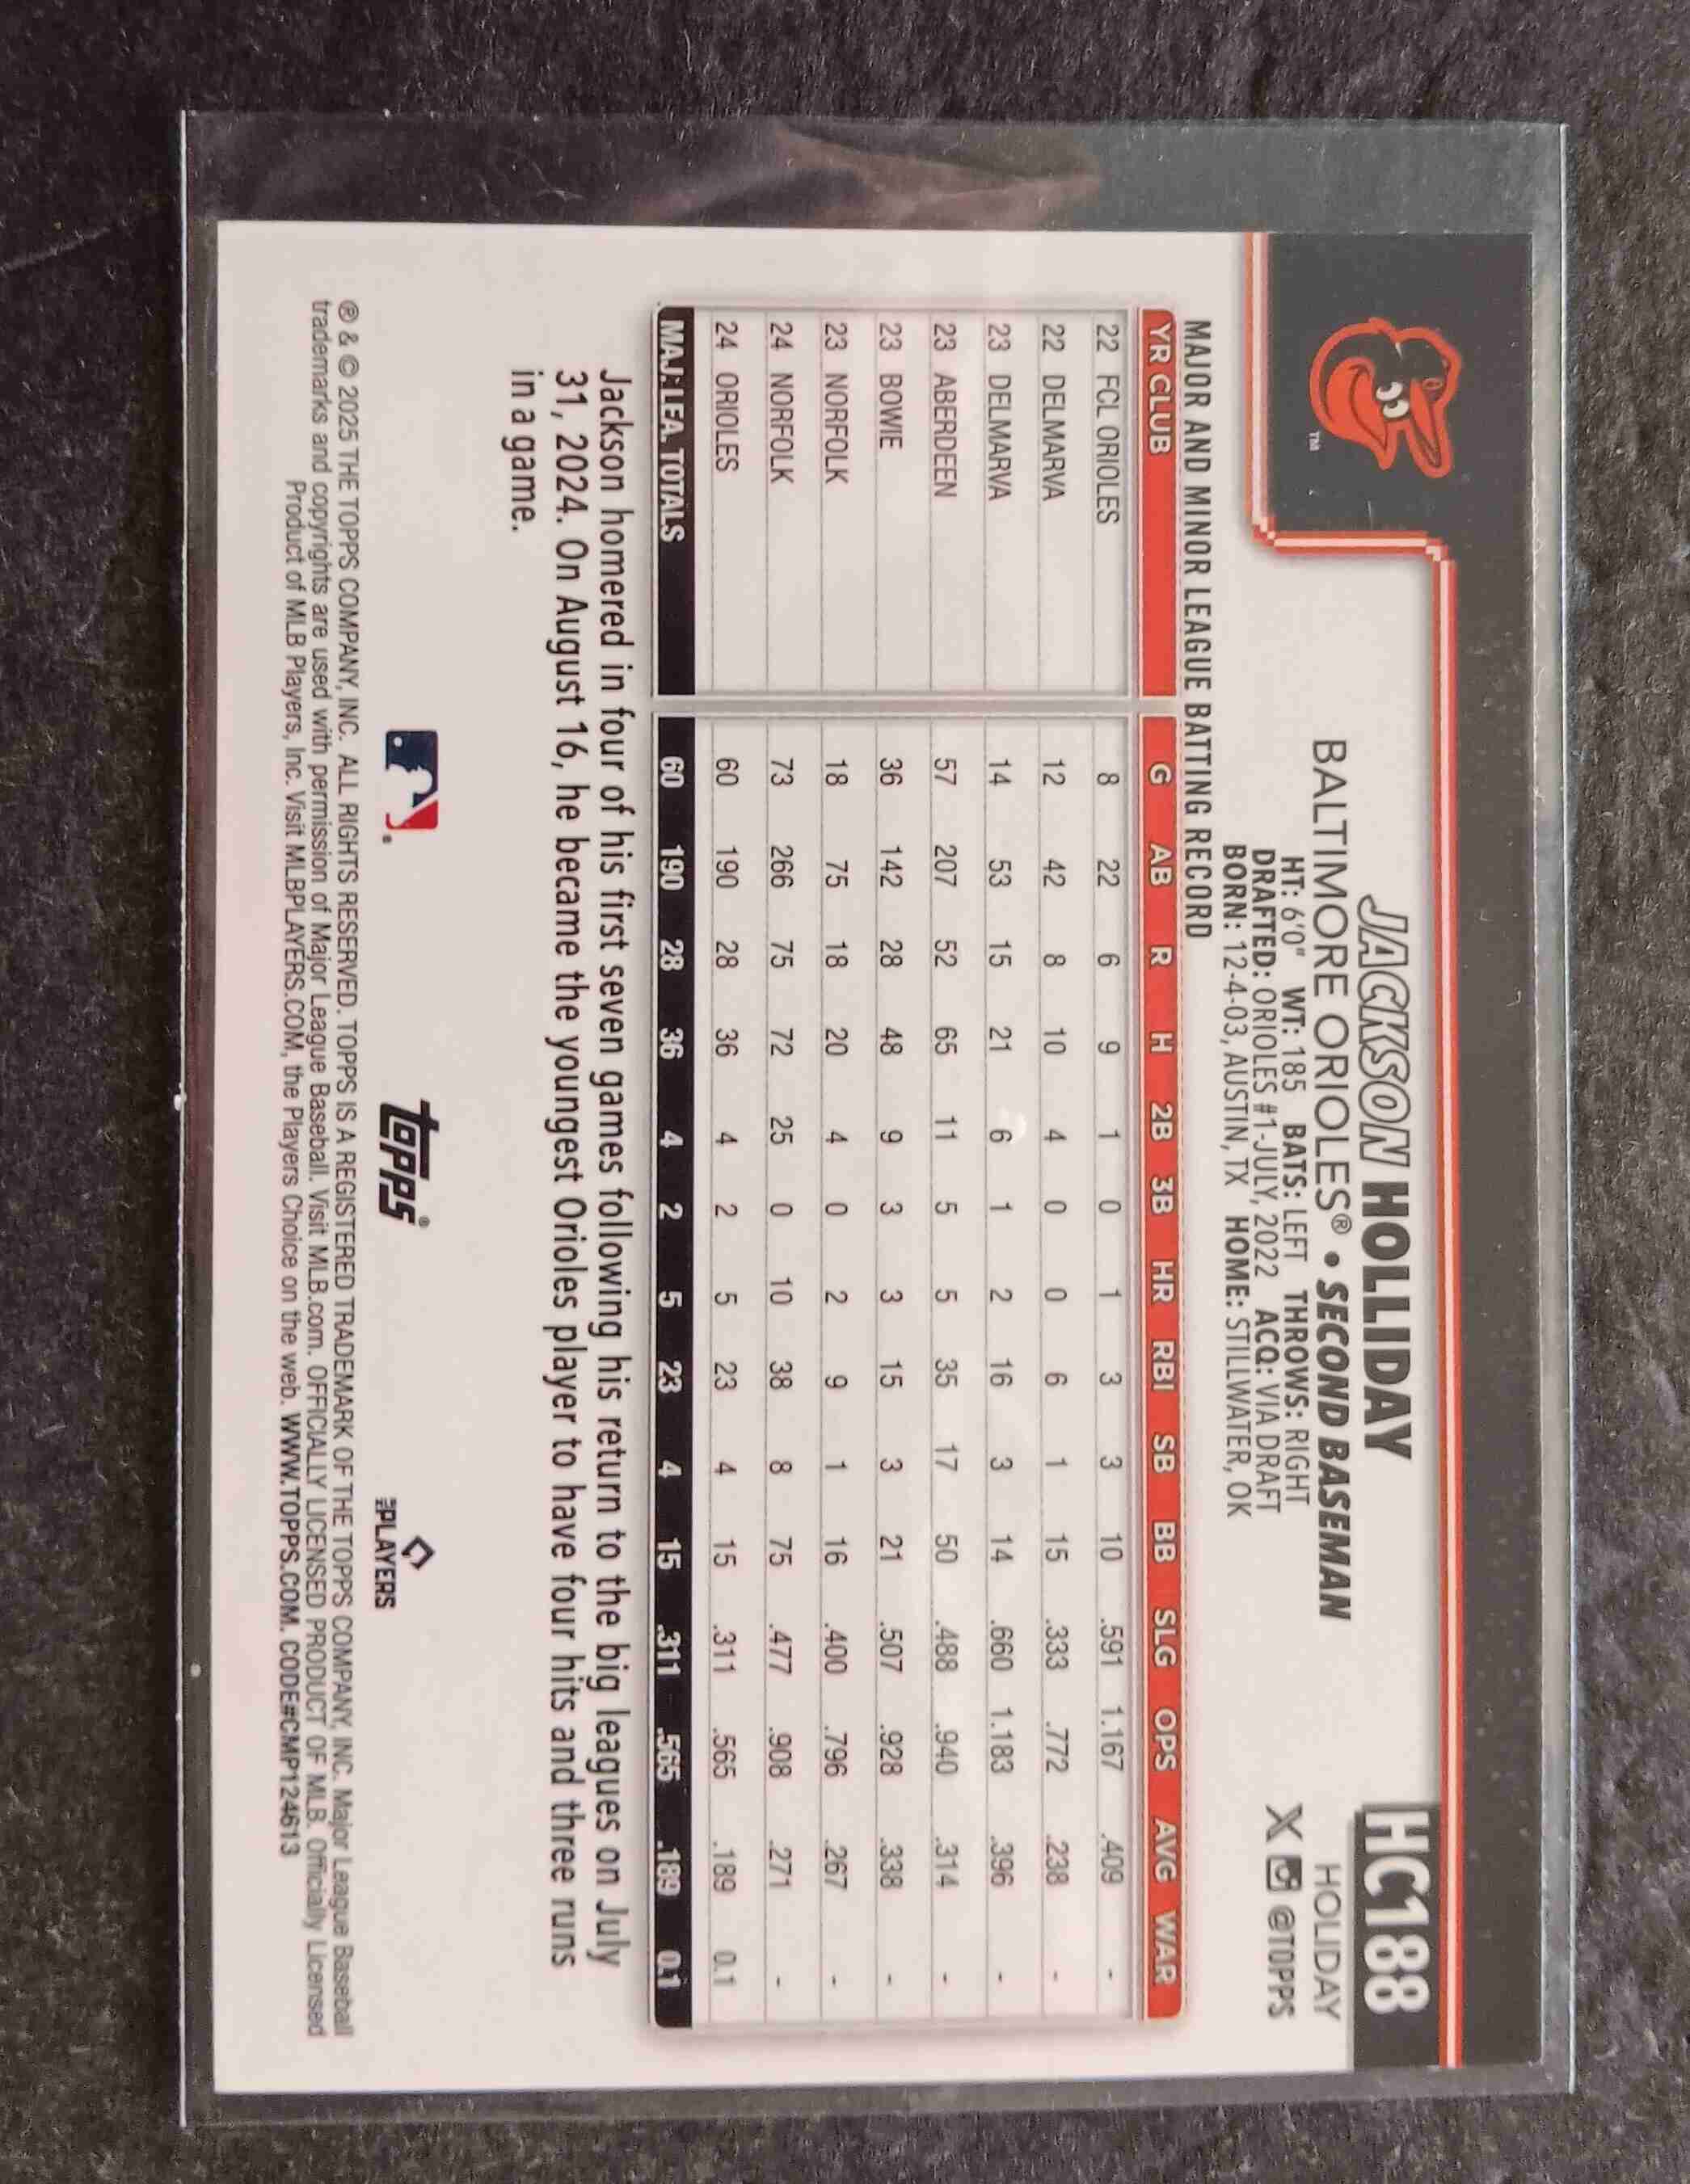 HC188
JACKSON HOLLIDAY
HOLIDAY
BALTIMORE ORIOLES® • SECOND BASEMAN
X @TOPPS
HT: 6'0" WT: 185 BATS: LEFT THROWS: RIGHT
DRAFTED: ORIOLES #1-JULY, 2022 ACQ: VIA DRAFT
BORN: 12-4-03, AUSTIN, TX HOME: STILLWATER, OK
TM
MAJOR AND MINOR LEAGUE BATTING RECORD
YR CLUB G AB R H 2B 3B HR RBI SB BB SLG OPS AVG WAR
22 FCL ORIOLES 8 22 6 9 1 0 1 3 3 10 .591 1.167 .409 -
22 DELMARVA 12 42 8 10 4 0 0 6 1 15 .333 .772 .238 -
23 DELMARVA 14 53 15 21 6 1 2 16 3 14 .660 1.183 .396 -
23 ABERDEEN 57 207 52 65 11 5 5 35 17 50 .488 .940 .314 -
23 BOWIE 36 142 28 48 9 3 3 15 3 21 .507 .928 .338 -
23 NORFOLK 18 75 18 20 4 0 2 9 1 16 .400 .796 .267 -
24 NORFOLK 73 266 75 72 25 0 10 38 8 75 .477 .908 .271 -
24 ORIOLES 60 190 28 36 4 2 5 23 4 15 .311 .565 .189 0.1
MAJ. LEA. TOTALS 60 190 28 36 4 2 5 23 4 15 .311 .565 .189 0.1
Jackson homered in four of his first seven games following his return to the big leagues on July
31, 2024. On August 16, he became the youngest Orioles player to have four hits and three runs
in a game.
topps® PLAYERS
® & © 2025 THE TOPPS COMPANY, INC. ALL RIGHTS RESERVED. TOPPS IS A REGISTERED TRADEMARK OF THE TOPPS COMPANY, INC. Major League Baseball
trademarks and copyrights are used with permission of Major League Baseball. Visit MLB.com. OFFICIALLY LICENSED PRODUCT OF MLB. Officially Licensed
Product of MLB Players, Inc. Visit MLBPLAYERS.COM, the Players Choice on the web. WWW.TOPPS.COM. CODE#CMP124613